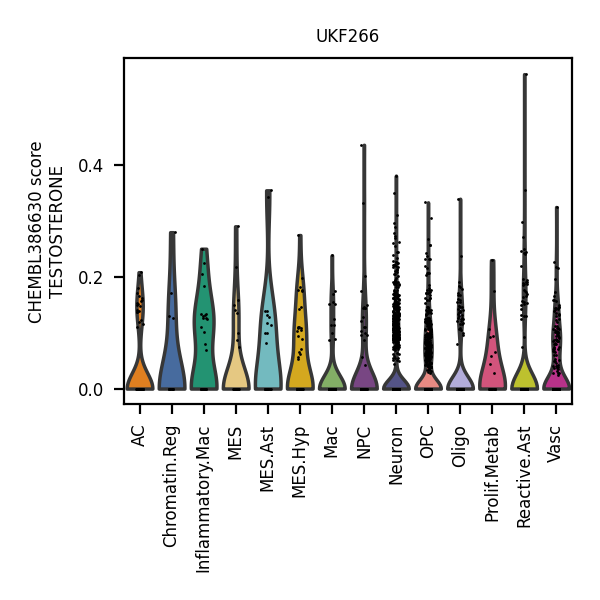 UKF266
CHEMBL386630 score
TESTOSTERONE
0.4
0.2
0.0
AC
Chromatin.Reg
Inflammatory.Mac
MES
MES.Ast
MES.Hyp
Mac
NPC
Neuron
OPC
Oligo
Prolif.Metab
Reactive.Ast
Vasc